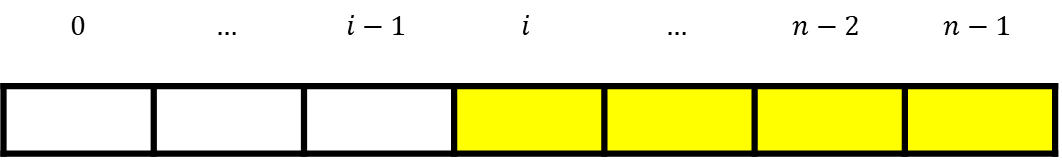 0 … i − 1 i … n − 2 n − 1